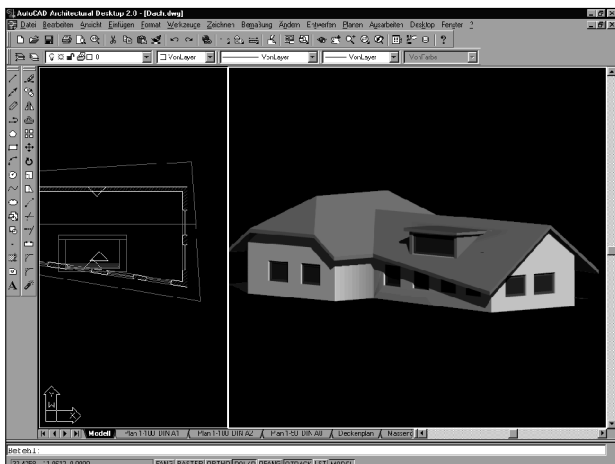 AutoCAD Architectural Desktop 2.0 - [Dach.dwg]
Datei Bearbeiten Ansicht Einfügen Format Werkzeuge Zeichnen Bemaßung Ändern Entwerfen Planen Ausarbeiten Desktop Fenster ?
0 VonLayer VonLayer VonLayer VonFarbe
A
Y
W
X
Modell Plan 1-100 DIN A1 Plan 1-100 DIN A2 Plan 1-50 DIN A0 Deckenplan
Befehl:
FANG RASTER ORTHO POLAR OFANG OTRACK LST MODELL